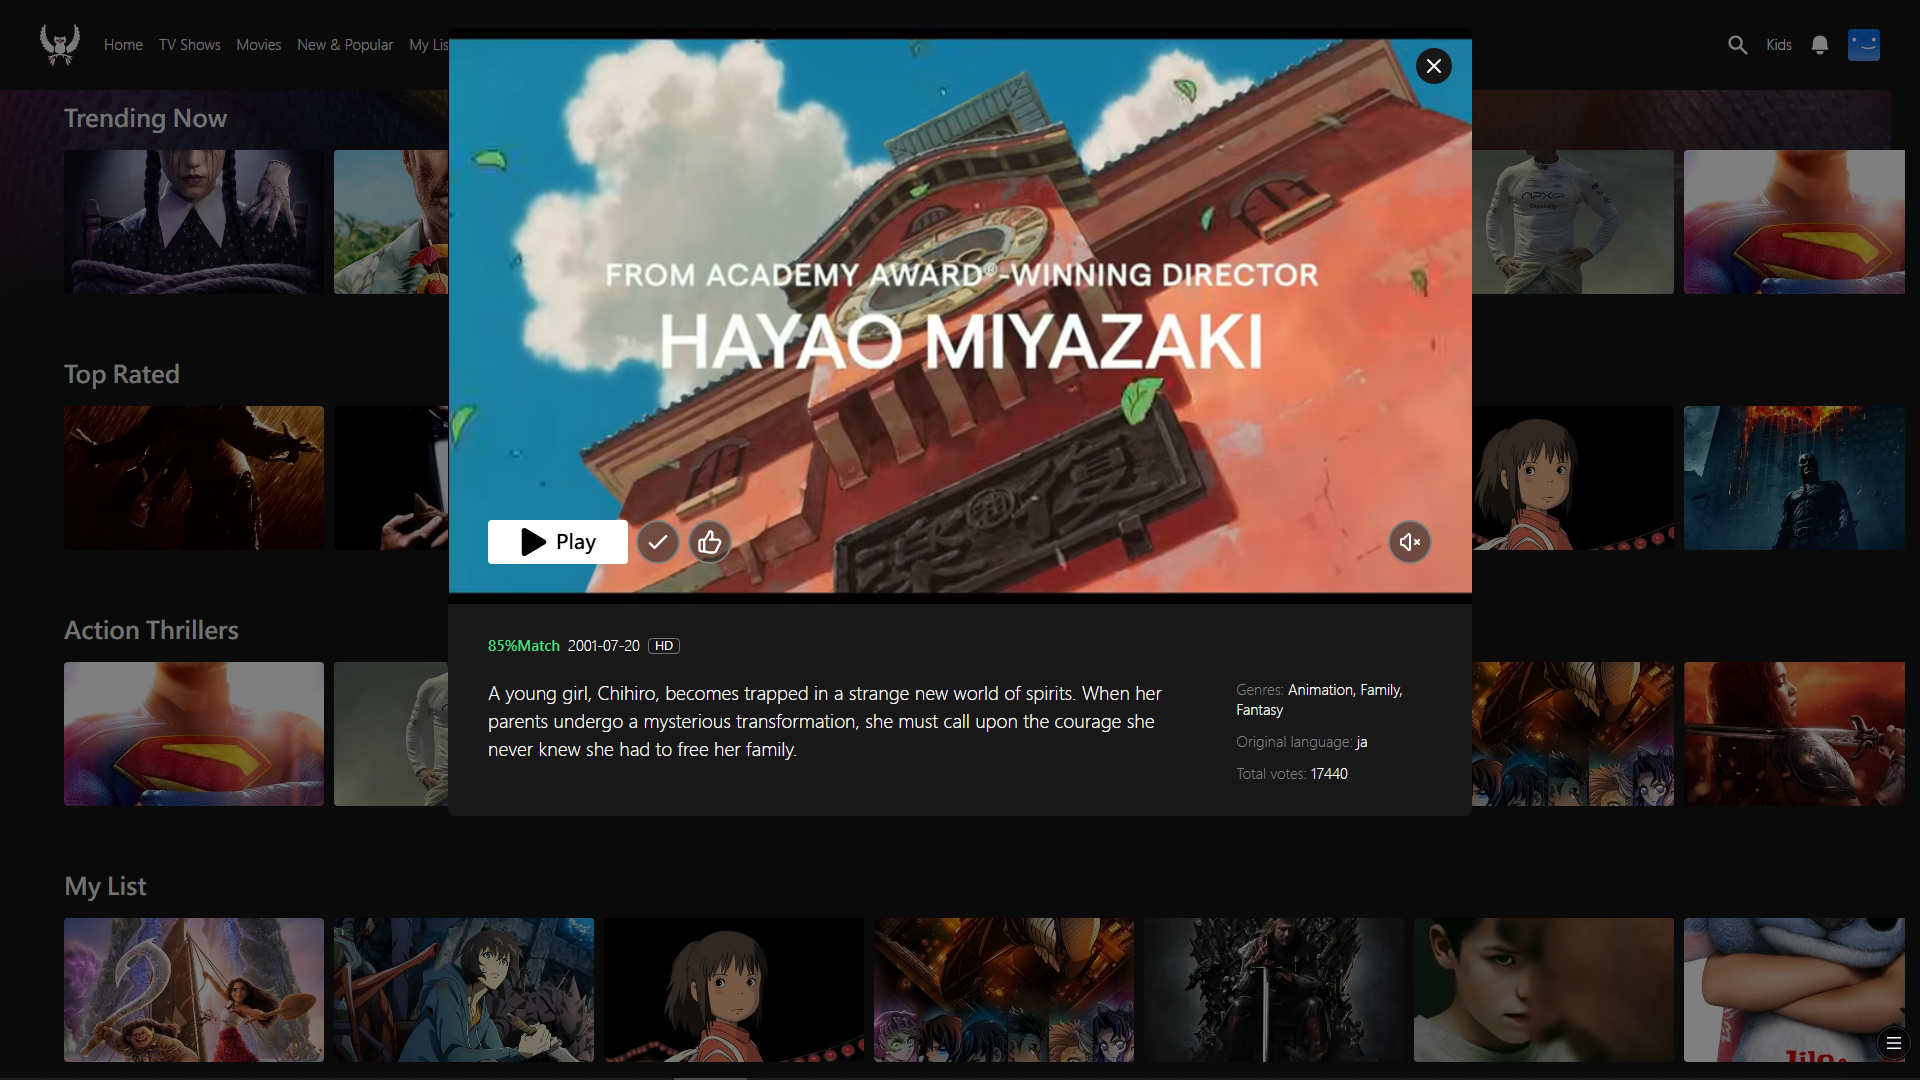 Home
TV Shows
Movies
New & Popular
My Lis
Kids
Trending Now
FROM ACADEMY AWARD®-WINNING DIRECTOR
HAYAO MIYAZAKI
Top Rated
Play
Action Thrillers
85%Match 2001-07-20 HD
A young girl, Chihiro, becomes trapped in a strange new world of spirits. When her
parents undergo a mysterious transformation, she must call upon the courage she
never knew she had to free her family.
Genres: Animation, Family,
Fantasy
Original language: ja
Total votes: 17440
My List